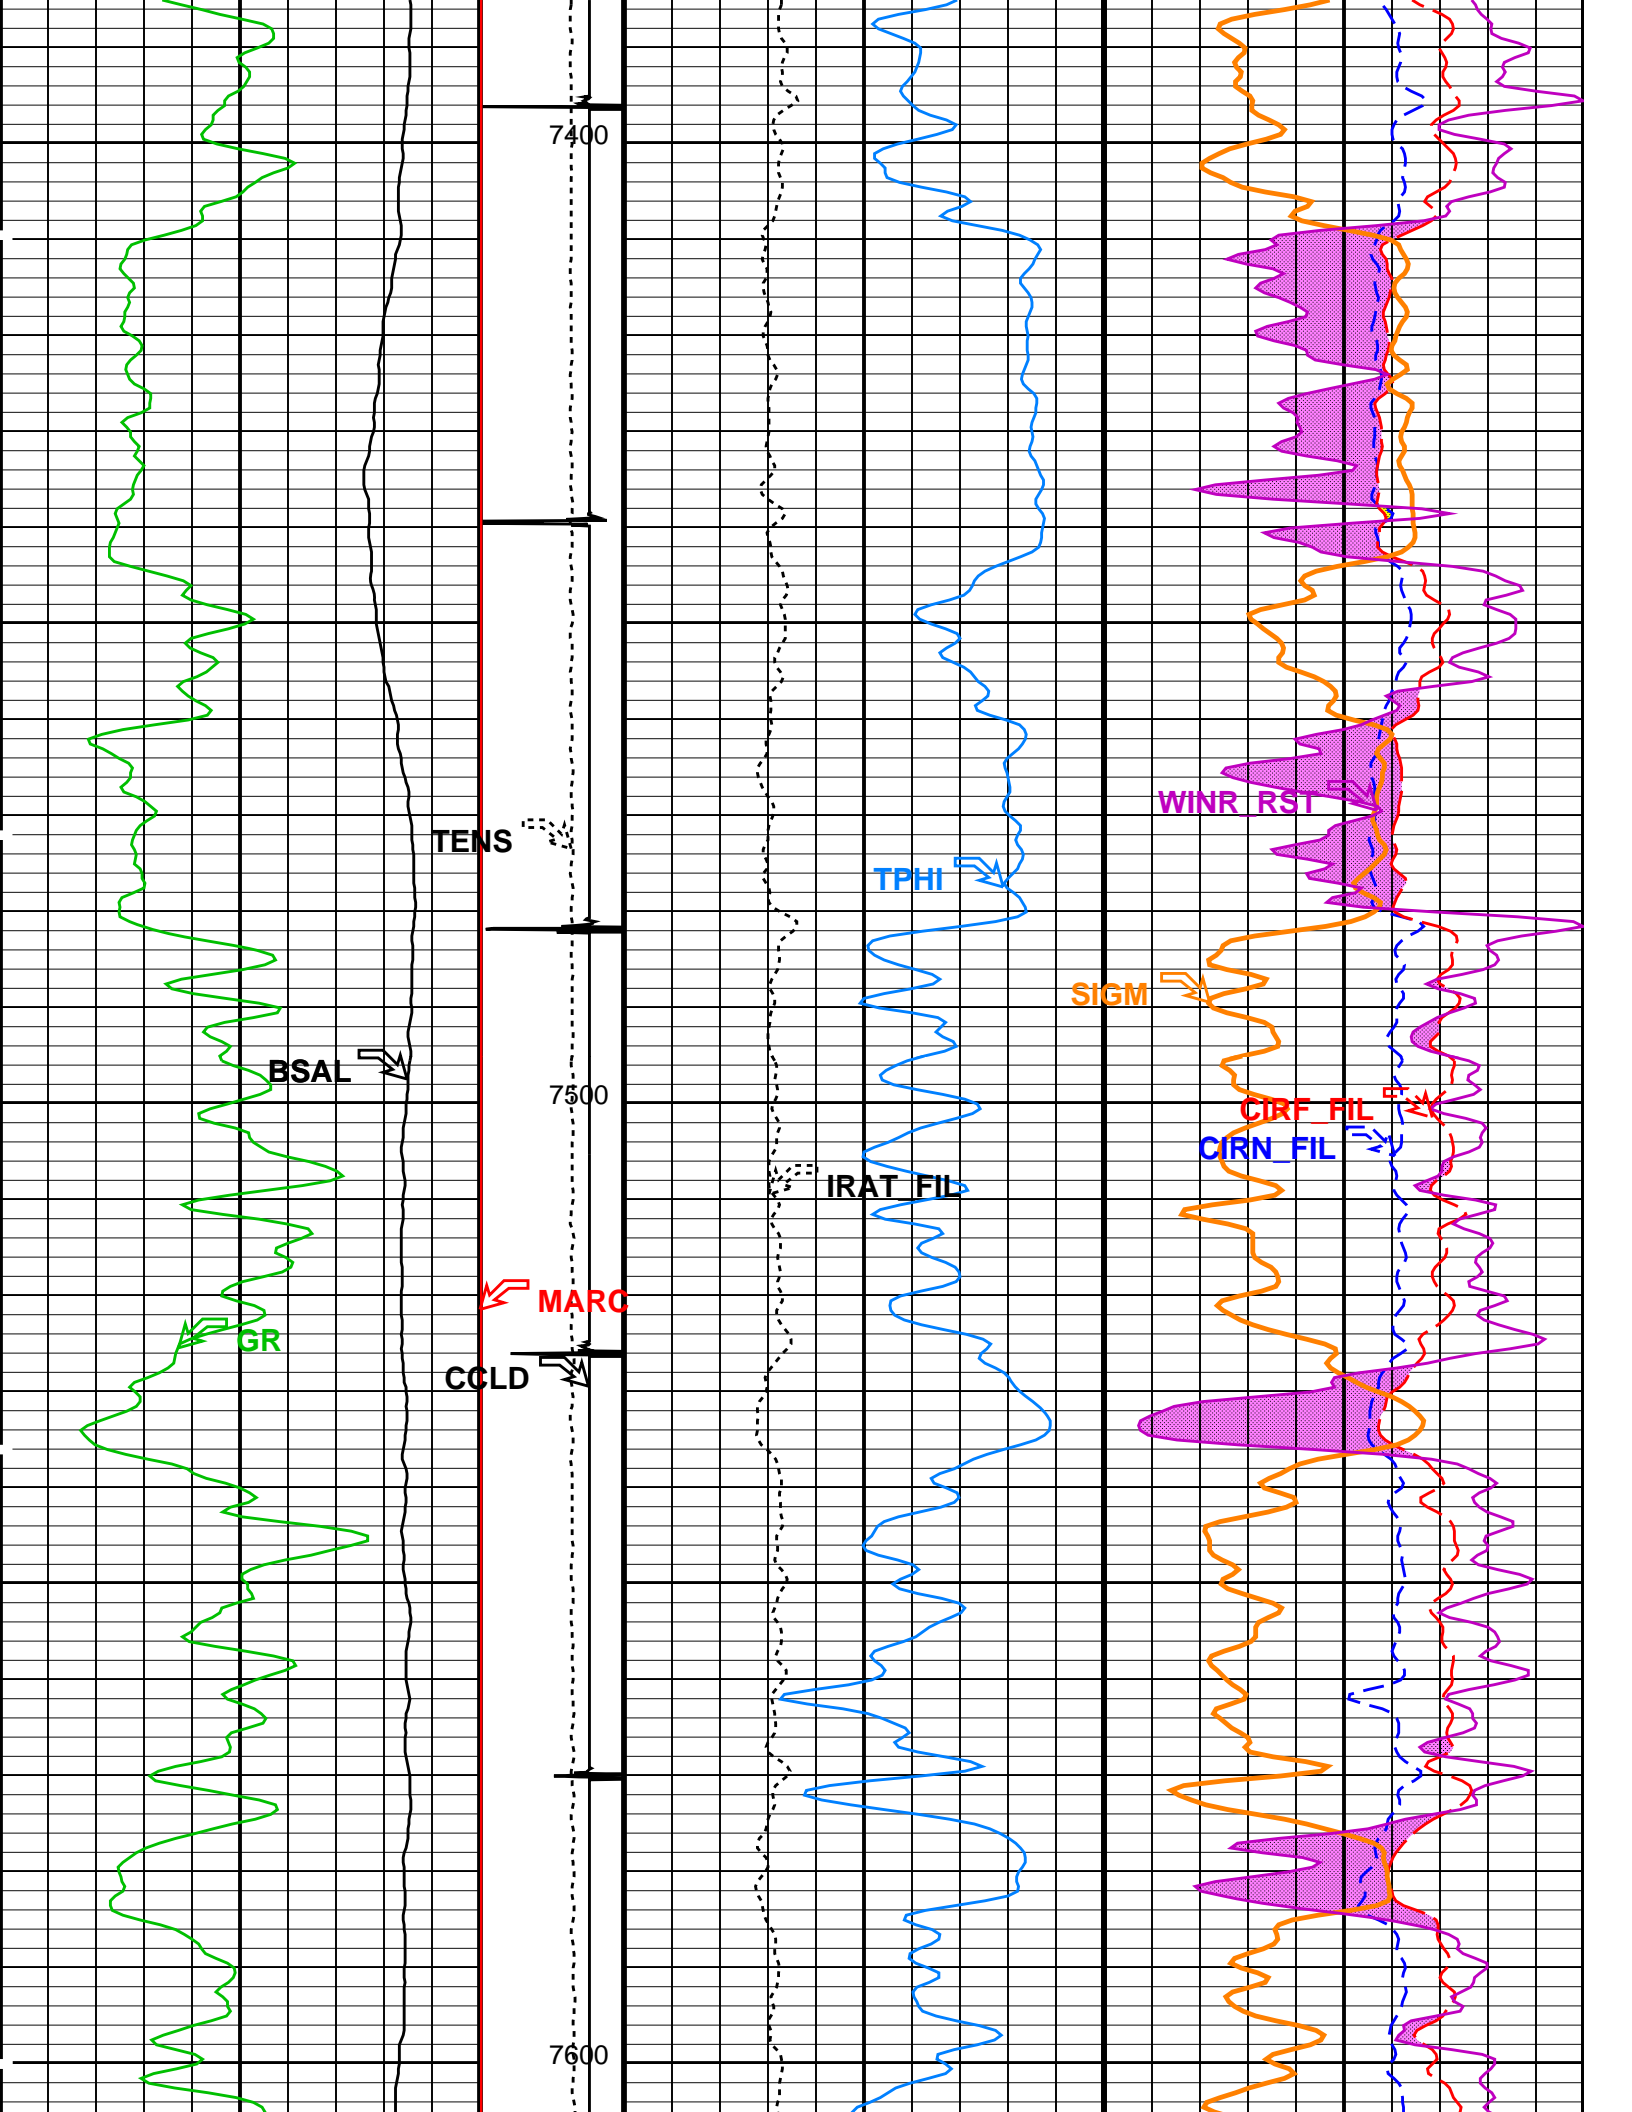 7400
WINR_RST
TENS
TPHI
SIGM
BSAL
7500
CIRF_FIL
CIRN_FIL
IRAT_FIL
MARC
GR
CCLD
7600